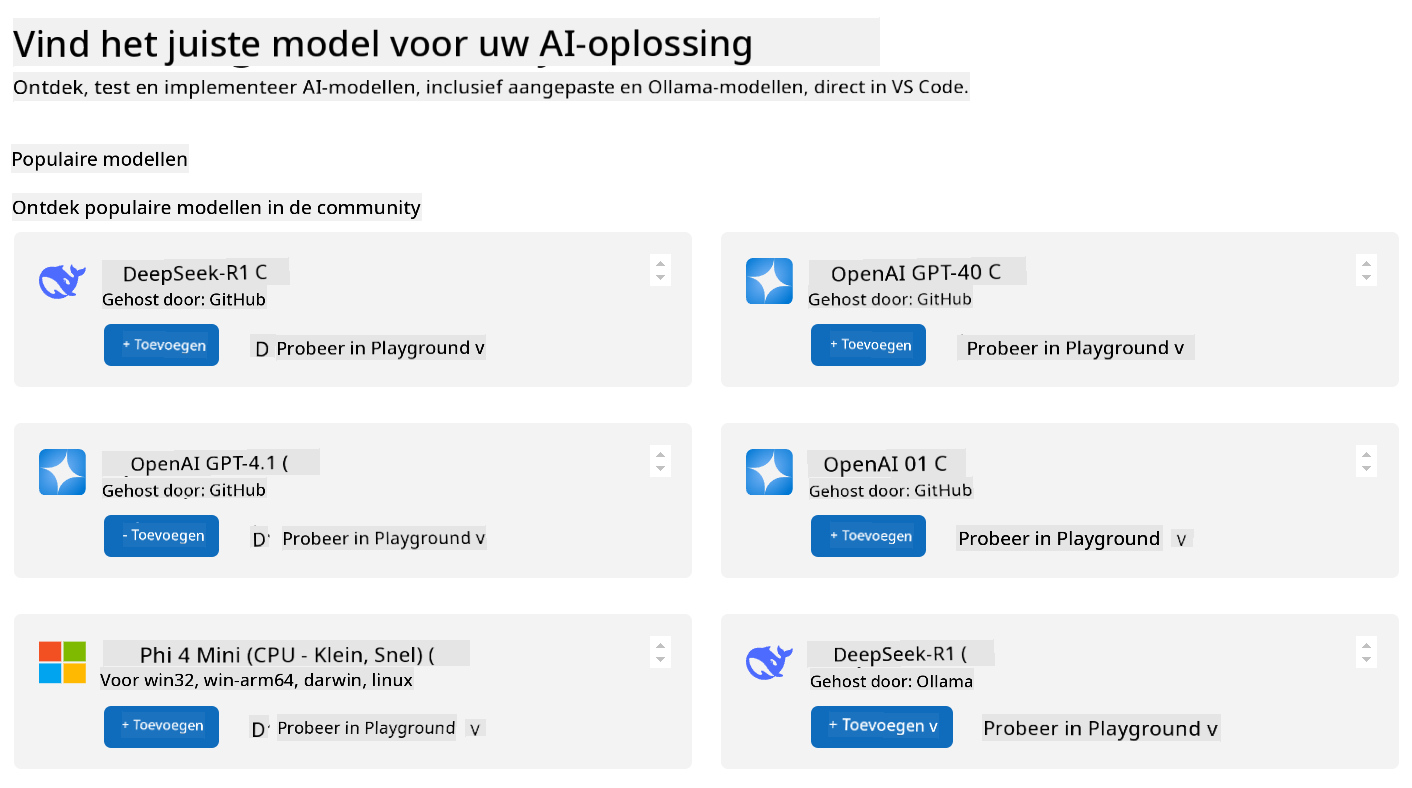 Vind het juiste model voor uw AI-oplossing
Ontdek, test en implementeer AI-modellen, inclusief aangepaste en Ollama-modellen, direct in VS Code.
Populaire modellen
Ontdek populaire modellen in de community
DeepSeek-R1 C
Gehost door: GitHub
+ Toevoegen D Probeer in Playground v
OpenAI GPT-40 C
Gehost door: GitHub
+ Toevoegen Probeer in Playground v
OpenAI GPT-4.1 (
Gehost door: GitHub
- Toevoegen D Probeer in Playground v
OpenAI 01 C
Gehost door: GitHub
+ Toevoegen Probeer in Playground v
Phi 4 Mini (CPU - Klein, Snel) (
Voor win32, win-arm64, darwin, linux
+ Toevoegen D Probeer in Playground v
DeepSeek-R1 (
Gehost door: Ollama
+ Toevoegen v Probeer in Playground v